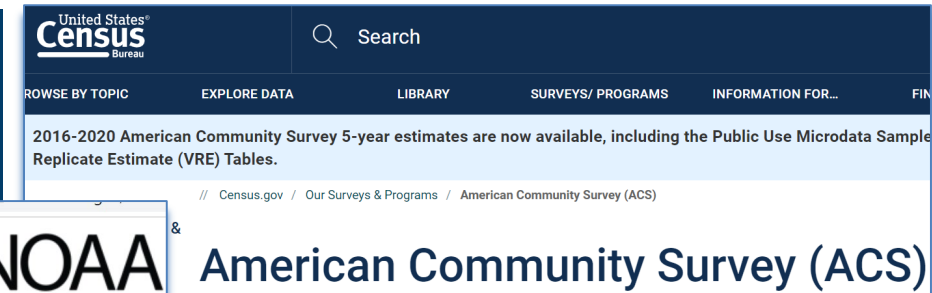 United States®
Census
Bureau
Search
ROWSE BY TOPIC EXPLORE DATA LIBRARY SURVEYS/ PROGRAMS INFORMATION FOR... FIN
2016-2020 American Community Survey 5-year estimates are now available, including the Public Use Microdata Sample
Replicate Estimate (VRE) Tables.
// Census.gov / Our Surveys & Programs / American Community Survey (ACS)
&
NOAA
American Community Survey (ACS)